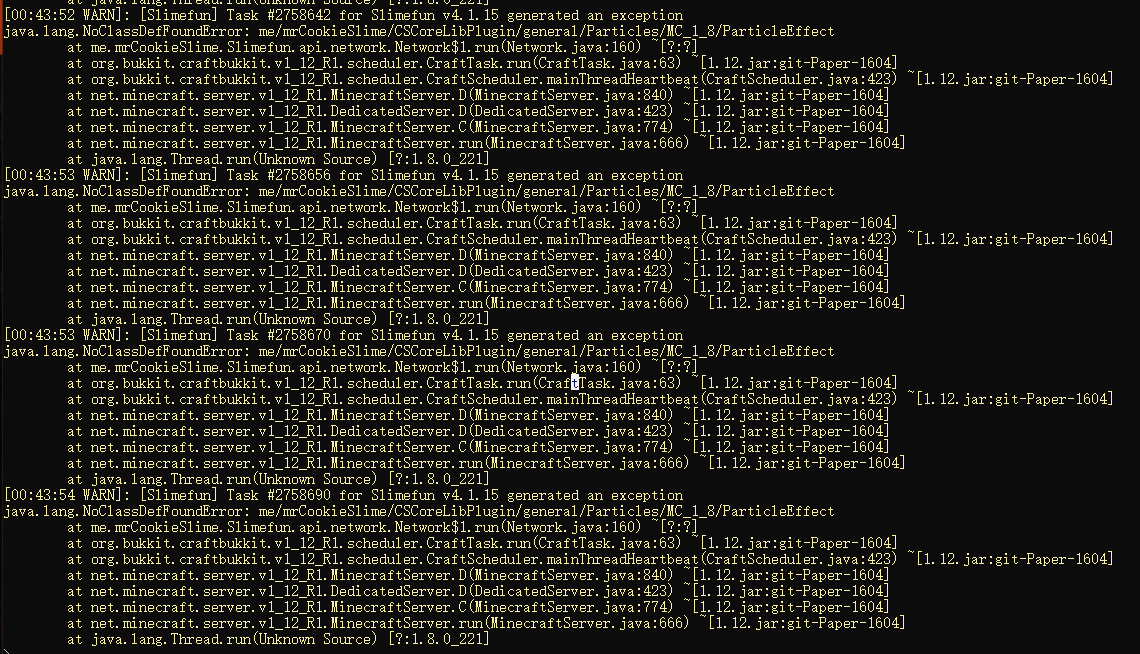 at java.lang.Thread.run(Unknown Source) [?:1.8.0_221]
[00:43:52 WARN]: [Slimefun] Task #2758642 for Slimefun v4.1.15 generated an exception
java.lang.NoClassDefFoundError: me/mrCookieSlime/CSCoreLibPlugin/general/Particles/MC_1_8/ParticleEffect
at me.mrCookieSlime.Slimefun.api.network.Network$1.run(Network.java:160) ~[?:?]
at org.bukkit.craftbukkit.v1_12_R1.scheduler.CraftTask.run(CraftTask.java:63) ~[1.12.jar:git-Paper-1604]
at org.bukkit.craftbukkit.v1_12_R1.scheduler.CraftScheduler.mainThreadHeartbeat(CraftScheduler.java:423) ~[1.12.jar:git-Paper-1604]
at net.minecraft.server.v1_12_R1.MinecraftServer.D(MinecraftServer.java:840) ~[1.12.jar:git-Paper-1604]
at net.minecraft.server.v1_12_R1.DedicatedServer.D(DedicatedServer.java:423) ~[1.12.jar:git-Paper-1604]
at net.minecraft.server.v1_12_R1.MinecraftServer.C(MinecraftServer.java:774) ~[1.12.jar:git-Paper-1604]
at net.minecraft.server.v1_12_R1.MinecraftServer.run(MinecraftServer.java:666) ~[1.12.jar:git-Paper-1604]
at java.lang.Thread.run(Unknown Source) [?:1.8.0_221]
[00:43:53 WARN]: [Slimefun] Task #2758656 for Slimefun v4.1.15 generated an exception
java.lang.NoClassDefFoundError: me/mrCookieSlime/CSCoreLibPlugin/general/Particles/MC_1_8/ParticleEffect
at me.mrCookieSlime.Slimefun.api.network.Network$1.run(Network.java:160) ~[?:?]
at org.bukkit.craftbukkit.v1_12_R1.scheduler.CraftTask.run(CraftTask.java:63) ~[1.12.jar:git-Paper-1604]
at org.bukkit.craftbukkit.v1_12_R1.scheduler.CraftScheduler.mainThreadHeartbeat(CraftScheduler.java:423) ~[1.12.jar:git-Paper-1604]
at net.minecraft.server.v1_12_R1.MinecraftServer.D(MinecraftServer.java:840) ~[1.12.jar:git-Paper-1604]
at net.minecraft.server.v1_12_R1.DedicatedServer.D(DedicatedServer.java:423) ~[1.12.jar:git-Paper-1604]
at net.minecraft.server.v1_12_R1.MinecraftServer.C(MinecraftServer.java:774) ~[1.12.jar:git-Paper-1604]
at net.minecraft.server.v1_12_R1.MinecraftServer.run(MinecraftServer.java:666) ~[1.12.jar:git-Paper-1604]
at java.lang.Thread.run(Unknown Source) [?:1.8.0_221]
[00:43:53 WARN]: [Slimefun] Task #2758670 for Slimefun v4.1.15 generated an exception
java.lang.NoClassDefFoundError: me/mrCookieSlime/CSCoreLibPlugin/general/Particles/MC_1_8/ParticleEffect
at me.mrCookieSlime.Slimefun.api.network.Network$1.run(Network.java:160) ~[?:?]
at org.bukkit.craftbukkit.v1_12_R1.scheduler.CraftTask.run(CraftTask.java:63) ~[1.12.jar:git-Paper-1604]
at org.bukkit.craftbukkit.v1_12_R1.scheduler.CraftScheduler.mainThreadHeartbeat(CraftScheduler.java:423) ~[1.12.jar:git-Paper-1604]
at net.minecraft.server.v1_12_R1.MinecraftServer.D(MinecraftServer.java:840) ~[1.12.jar:git-Paper-1604]
at net.minecraft.server.v1_12_R1.DedicatedServer.D(DedicatedServer.java:423) ~[1.12.jar:git-Paper-1604]
at net.minecraft.server.v1_12_R1.MinecraftServer.C(MinecraftServer.java:774) ~[1.12.jar:git-Paper-1604]
at net.minecraft.server.v1_12_R1.MinecraftServer.run(MinecraftServer.java:666) ~[1.12.jar:git-Paper-1604]
at java.lang.Thread.run(Unknown Source) [?:1.8.0_221]
[00:43:54 WARN]: [Slimefun] Task #2758690 for Slimefun v4.1.15 generated an exception
java.lang.NoClassDefFoundError: me/mrCookieSlime/CSCoreLibPlugin/general/Particles/MC_1_8/ParticleEffect
at me.mrCookieSlime.Slimefun.api.network.Network$1.run(Network.java:160) ~[?:?]
at org.bukkit.craftbukkit.v1_12_R1.scheduler.CraftTask.run(CraftTask.java:63) ~[1.12.jar:git-Paper-1604]
at org.bukkit.craftbukkit.v1_12_R1.scheduler.CraftScheduler.mainThreadHeartbeat(CraftScheduler.java:423) ~[1.12.jar:git-Paper-1604]
at net.minecraft.server.v1_12_R1.MinecraftServer.D(MinecraftServer.java:840) ~[1.12.jar:git-Paper-1604]
at net.minecraft.server.v1_12_R1.DedicatedServer.D(DedicatedServer.java:423) ~[1.12.jar:git-Paper-1604]
at net.minecraft.server.v1_12_R1.MinecraftServer.C(MinecraftServer.java:774) ~[1.12.jar:git-Paper-1604]
at net.minecraft.server.v1_12_R1.MinecraftServer.run(MinecraftServer.java:666) ~[1.12.jar:git-Paper-1604]
at java.lang.Thread.run(Unknown Source) [?:1.8.0_221]